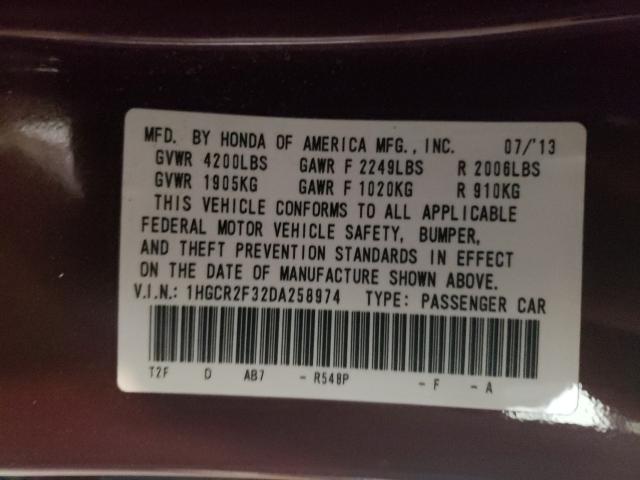 MFD. BY HONDA OF AMERICA MFG., INC. 07/'13
GVWR 4200LBS GAWR F 2249LBS R 2006LBS
GVWR 1905KG GAWR F 1020KG R 910KG
THIS VEHICLE CONFORMS TO ALL APPLICABLE
FEDERAL MOTOR VEHICLE SAFETY, BUMPER,
AND THEFT PREVENTION STANDARDS IN EFFECT
ON THE DATE OF MANUFACTURE SHOWN ABOVE.
V.I.N.: 1HGCR2F32DA258974 TYPE: PASSENGER CAR
T2F D AB7 - R548P - F - A